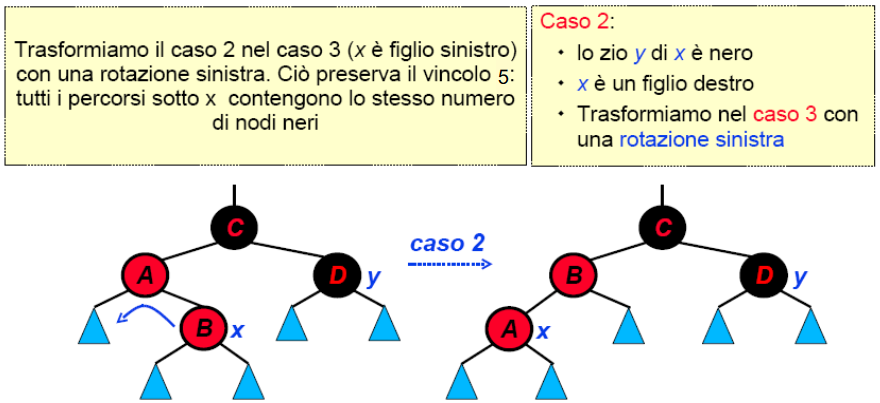 Trasformiamo il caso 2 nel caso 3 (x è figlio sinistro)
con una rotazione sinistra. Ciò preserva il vincolo 5:
tutti i percorsi sotto x contengono lo stesso numero
di nodi neri
Caso 2:
• lo zio y di x è nero
• x è un figlio destro
• Trasformiamo nel caso 3 con
una rotazione sinistra
C
A
D y
B x
caso 2
C
B
D y
A x